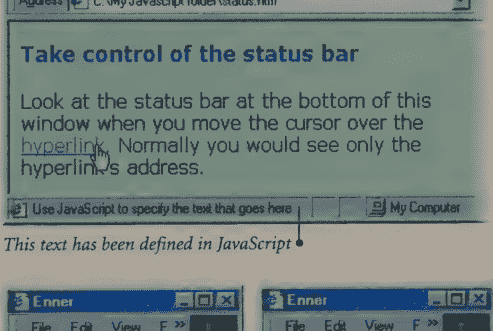 Address C:\My Javascript folder\status.htm
Take control of the status bar
Look at the status bar at the bottom of this
window when you move the cursor over the
hyperlink. Normally you would see only the
hyperlink's address.
Use JavaScript to specify the text that goes here My Computer
This text has been defined in JavaScript
Enner Enner
File Edit View F » File Edit View F »